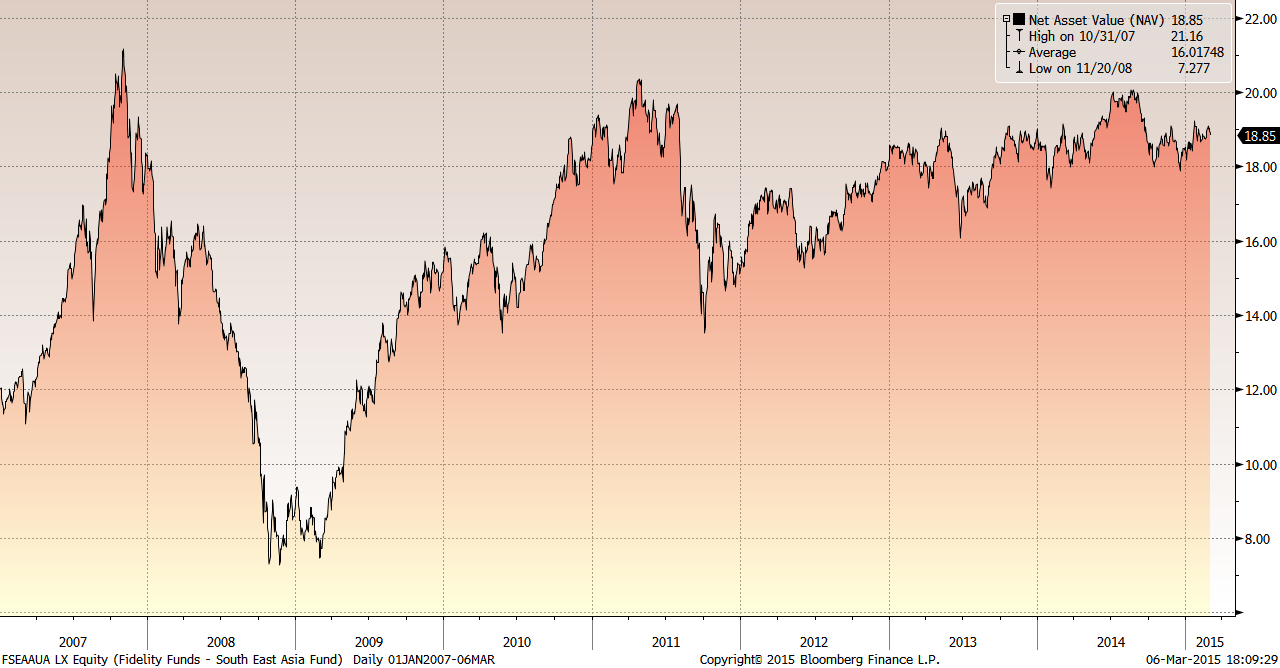 Net Asset Value (NAV) 18.85
High on 10/31/07 21.16
Average 16.01748
Low on 11/20/08 7.277
22.00
20.00
18.85
18.00
16.00
14.00
12.00
10.00
8.00
2007 2008 2009 2010 2011 2012 2013 2014 2015
FSEAAUA LX Equity (Fidelity Funds - South East Asia Fund) Daily 01JAN2007-06MAR Copyright© 2015 Bloomberg Finance L.P. 06-Mar-2015 18:09:29